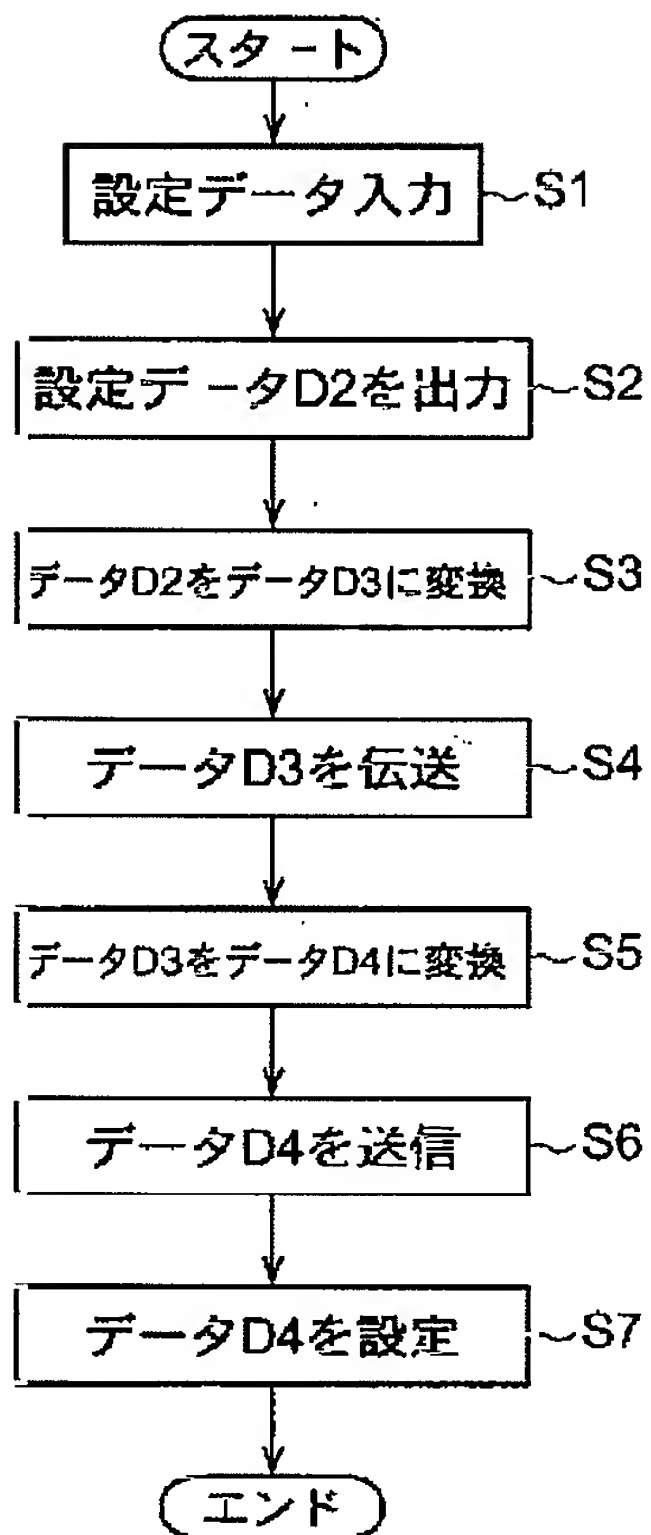 スタート
設定データ入力 ~S1
設定データD2を出力 ~S2
データD2をデータD3に変換 ~S3
データD3を伝送 ~S4
データD3をデータD4に変換 ~S5
データD4を送信 ~S6
データD4を設定 ~S7
エンド